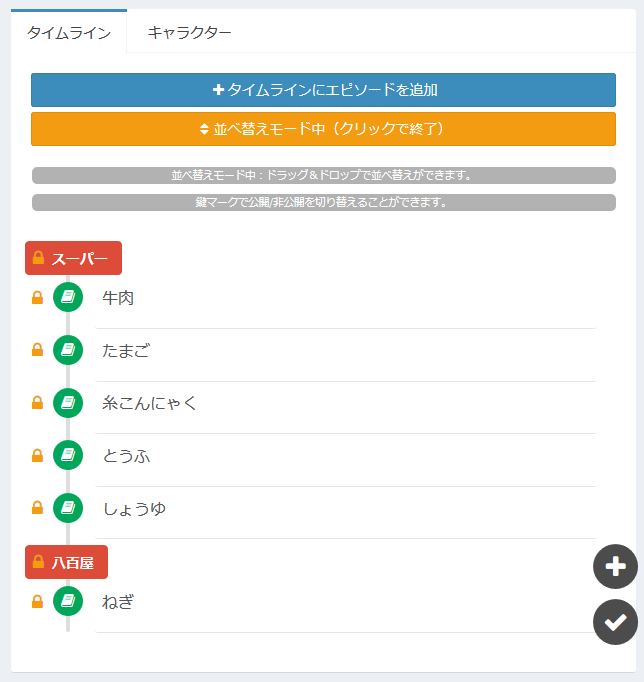 タイムライン キャラクター
タイムラインにエピソードを追加
並べ替えモード中（クリックで終了）
並べ替えモード中：ドラッグ＆ドロップで並べ替えができます。
鍵マークで公開/非公開を切り替えることができます。
スーパー
牛肉
たまご
糸こんにゃく
とうふ
しょうゆ
八百屋
ねぎ